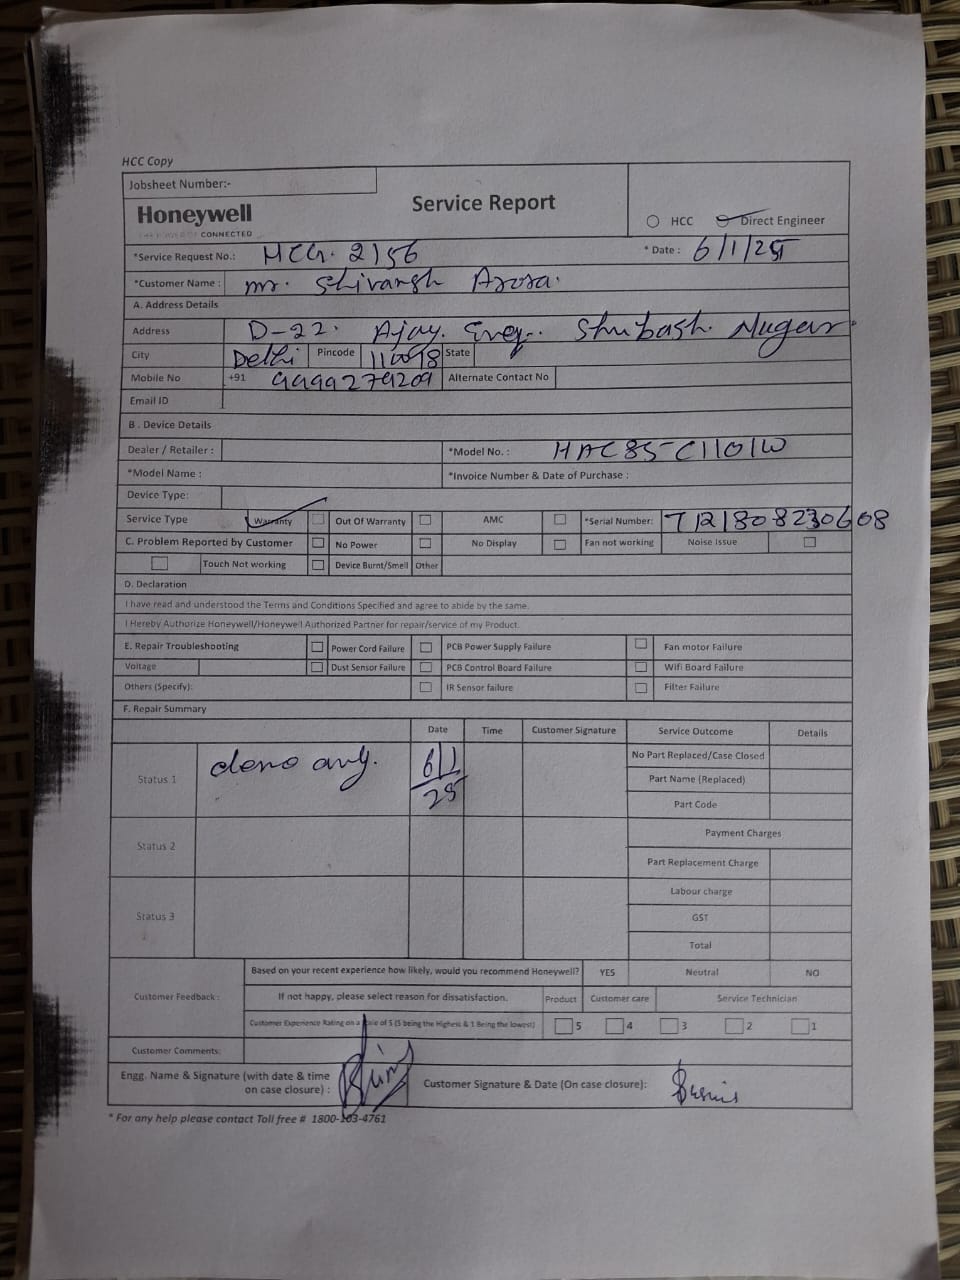 HCC Copy
Jobsheet Number:-
Honeywell
THE POWER OF CONNECTED
Service Report
HCC Direct Engineer
*Service Request No.: HCG. 2156
* Date : 6/1/25
*Customer Name : mr. Shivansh Arora.
A. Address Details
Address D-22. Ajay. Shubash. Nagar.
City Delhi Pincode State
Mobile No +91 9999279209 Alternate Contact No
Email ID
B . Device Details
Dealer / Retailer : *Model No. : HAC85-C1101W
*Model Name : *Invoice Number & Date of Purchase :
Device Type:
Service Type Warranty Out Of Warranty AMC *Serial Number:
C. Problem Reported by Customer No Power No Display Fan not working Noise Issue
Touch Not working Device Burnt/Smell Other
D. Declaration
I have read and understood the Terms and Conditions Specified and agree to abide by the same.
I Hereby Authorize Honeywell/Honeywell Authorized Partner for repair/service of my Product.
E. Repair Troubleshooting Power Cord Failure PCB Power Supply Failure Fan motor Failure
Voltage Dust Sensor Failure PCB Control Board Failure Wifi Board Failure
Others (Specify): IR Sensor failure Filter Failure
F. Repair Summary
Date Time Customer Signature Service Outcome Details
Status 1 6/1/25
No Part Replaced/Case Closed
Part Name (Replaced)
Part Code
Status 2
Payment Charges
Part Replacement Charge
Status 3
Labour charge
GST
Total
Customer Feedback :
Based on your recent experience how likely, would you recommend Honeywell? YES Neutral NO
If not happy, please select reason for dissatisfaction. Product Customer care Service Technician
Customer Experience Rating on a scale of 5 (5 being the Highest & 1 Being the lowest) 5 4 3 2 1
Customer Comments:
Engg. Name & Signature (with date & time
on case closure) :
Customer Signature & Date (On case closure):
* For any help please contact Toll free # 1800-103-4761